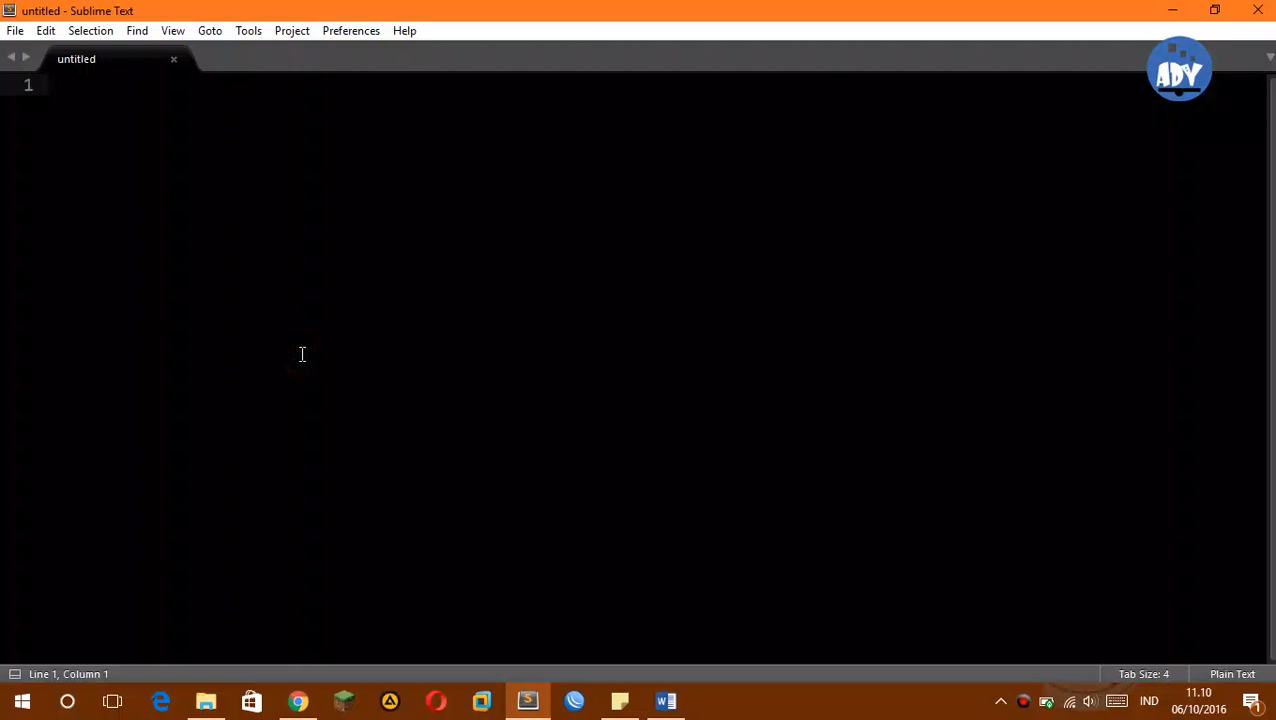 untitled - Sublime Text
File Edit Selection Find View Goto Tools Project Preferences Help
untitled
ADY
1
Line 1, Column 1 Tab Size: 4 Plain Text
IND
11.10
06/10/2016
1